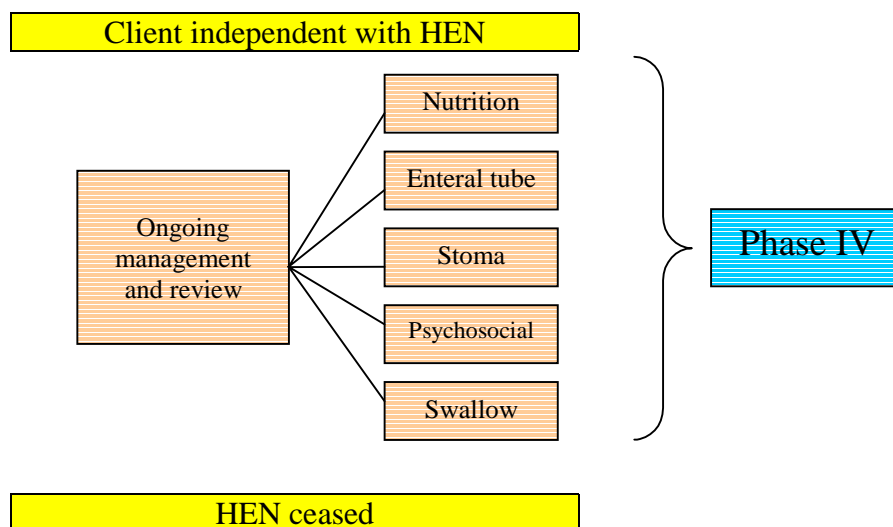 Client independent with HEN
Nutrition
Enteral tube
Ongoing
management
and review
Stoma
Psychosocial
Swallow
Phase IV
HEN ceased